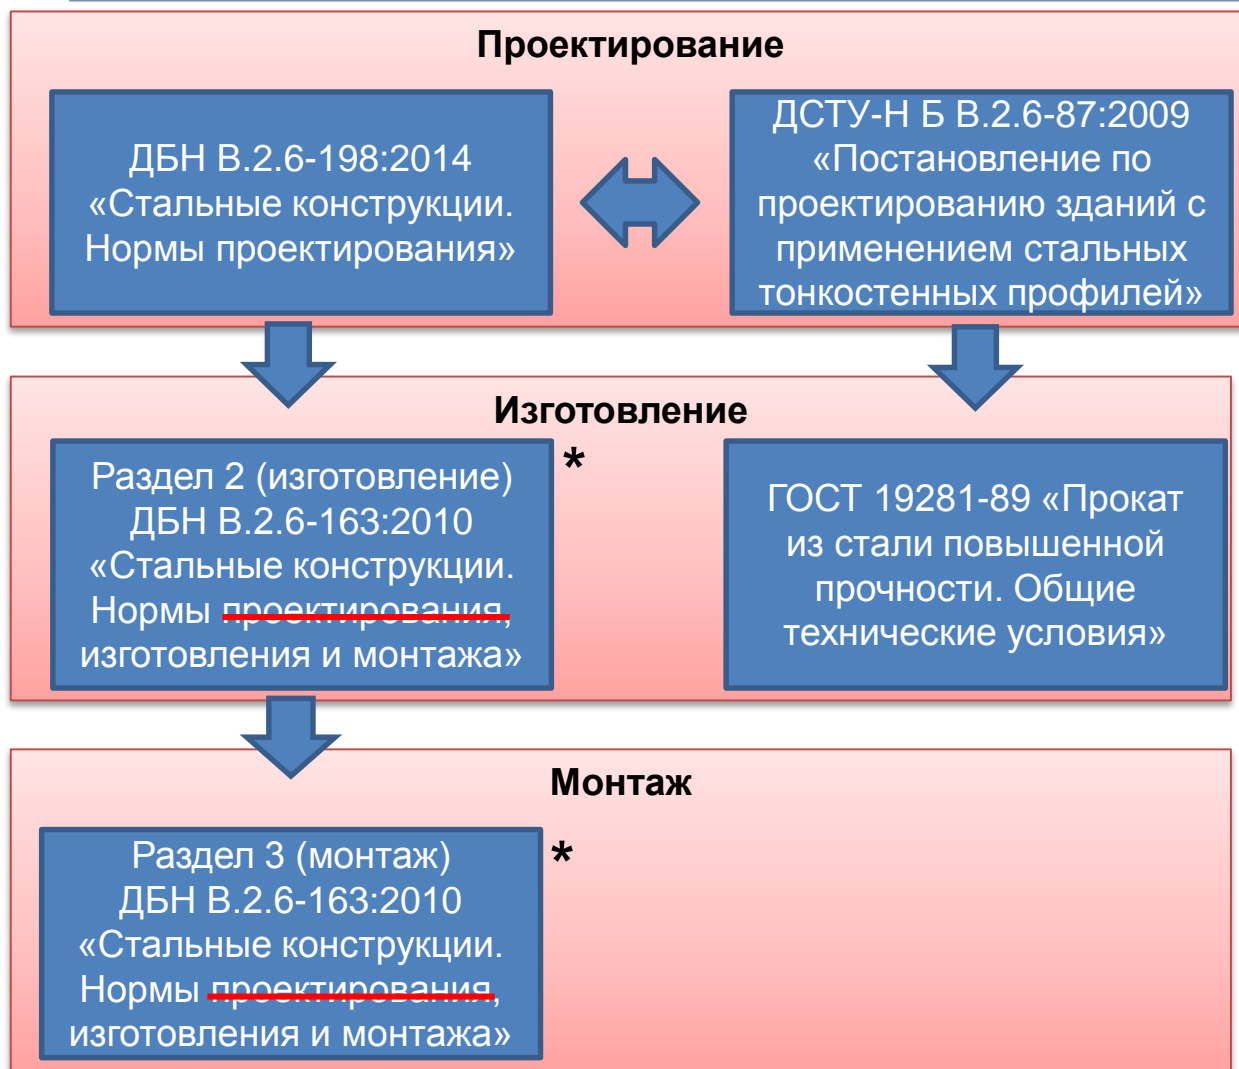 Проектирование
ДБН В.2.6-198:2014
«Стальные конструкции.
Нормы проектирования»
ДСТУ-Н Б В.2.6-87:2009
«Постановление по
проектированию зданий с
применением стальных
тонкостенных профилей»
Изготовление
Раздел 2 (изготовление)
ДБН В.2.6-163:2010
«Стальные конструкции.
Нормы проектирования,
изготовления и монтажа»
*
ГОСТ 19281-89 «Прокат
из стали повышенной
прочности. Общие
технические условия»
Монтаж
Раздел 3 (монтаж)
ДБН В.2.6-163:2010
«Стальные конструкции.
Нормы проектирования,
изготовления и монтажа»
*